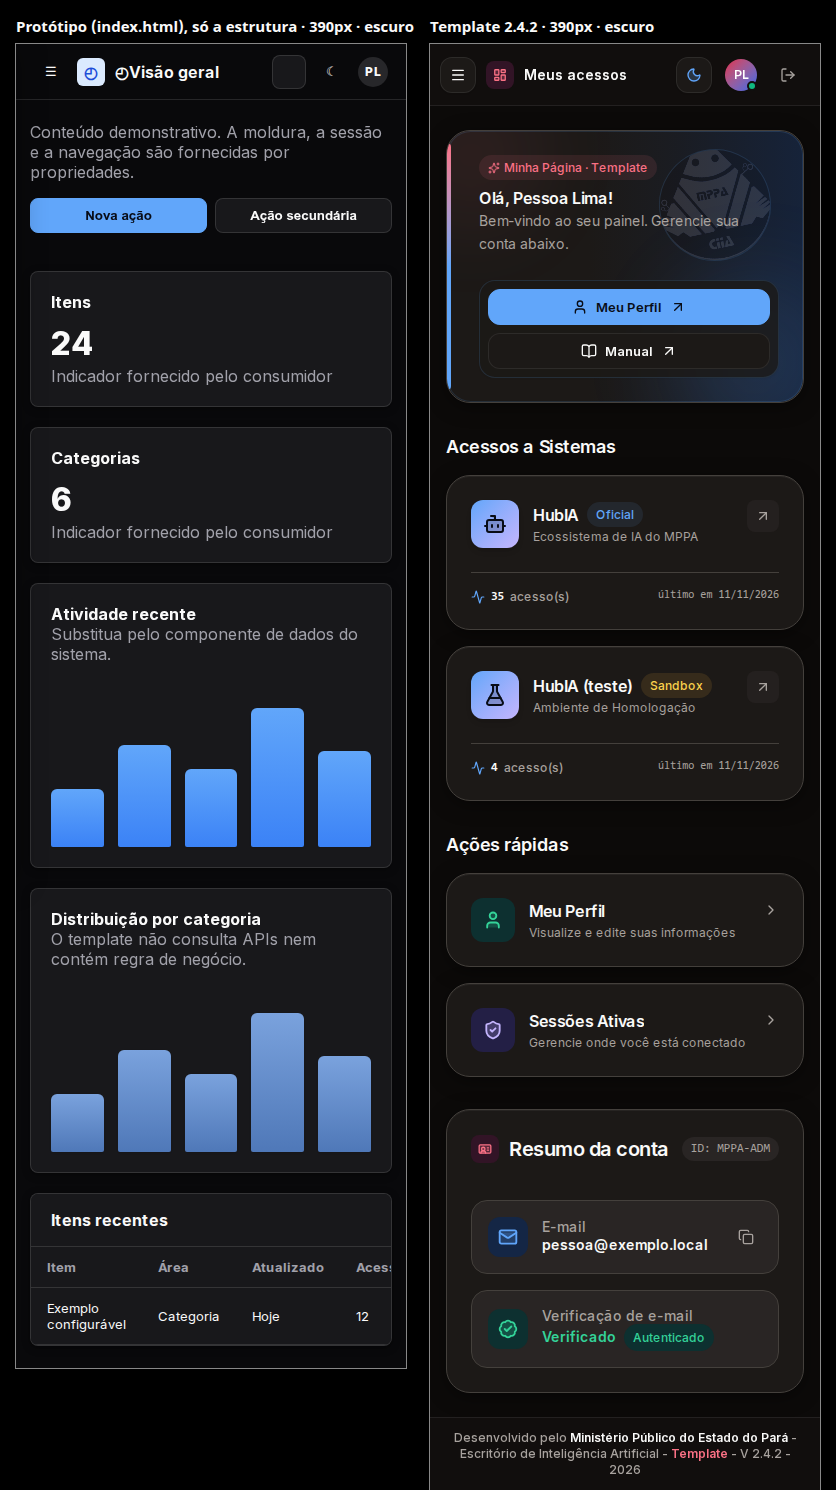 Protótipo (index.html), só a estrutura · 390px · escuro
Visão geral
PL
Conteúdo demonstrativo. A moldura, a sessão
e a navegação são fornecidas por
propriedades.
Nova ação
Ação secundária
Itens
24
Indicador fornecido pelo consumidor
Categorias
6
Indicador fornecido pelo consumidor
Atividade recente
Substitua pelo componente de dados do
sistema.
Distribuição por categoria
O template não consulta APIs nem
contém regra de negócio.
Itens recentes
Item Área Atualizado Acess
Exemplo
configurável
Categoria Hoje 12
Template 2.4.2 · 390px · escuro
Meus acessos
PL
Minha Página · Template
Olá, Pessoa Lima!
Bem-vindo ao seu painel. Gerencie sua
conta abaixo.
MPPA
CIIA
Meu Perfil
Manual
Acessos a Sistemas
HubIA Oficial
Ecossistema de IA do MPPA
35 acesso(s) último em 11/11/2026
HubIA (teste) Sandbox
Ambiente de Homologação
4 acesso(s) último em 11/11/2026
Ações rápidas
Meu Perfil
Visualize e edite suas informações
Sessões Ativas
Gerencie onde você está conectado
Resumo da conta ID: MPPA-ADM
E-mail
pessoa@exemplo.local
Verificação de e-mail
Verificado Autenticado
Desenvolvido pelo Ministério Público do Estado do Pará -
Escritório de Inteligência Artificial - Template - V 2.4.2 -
2026